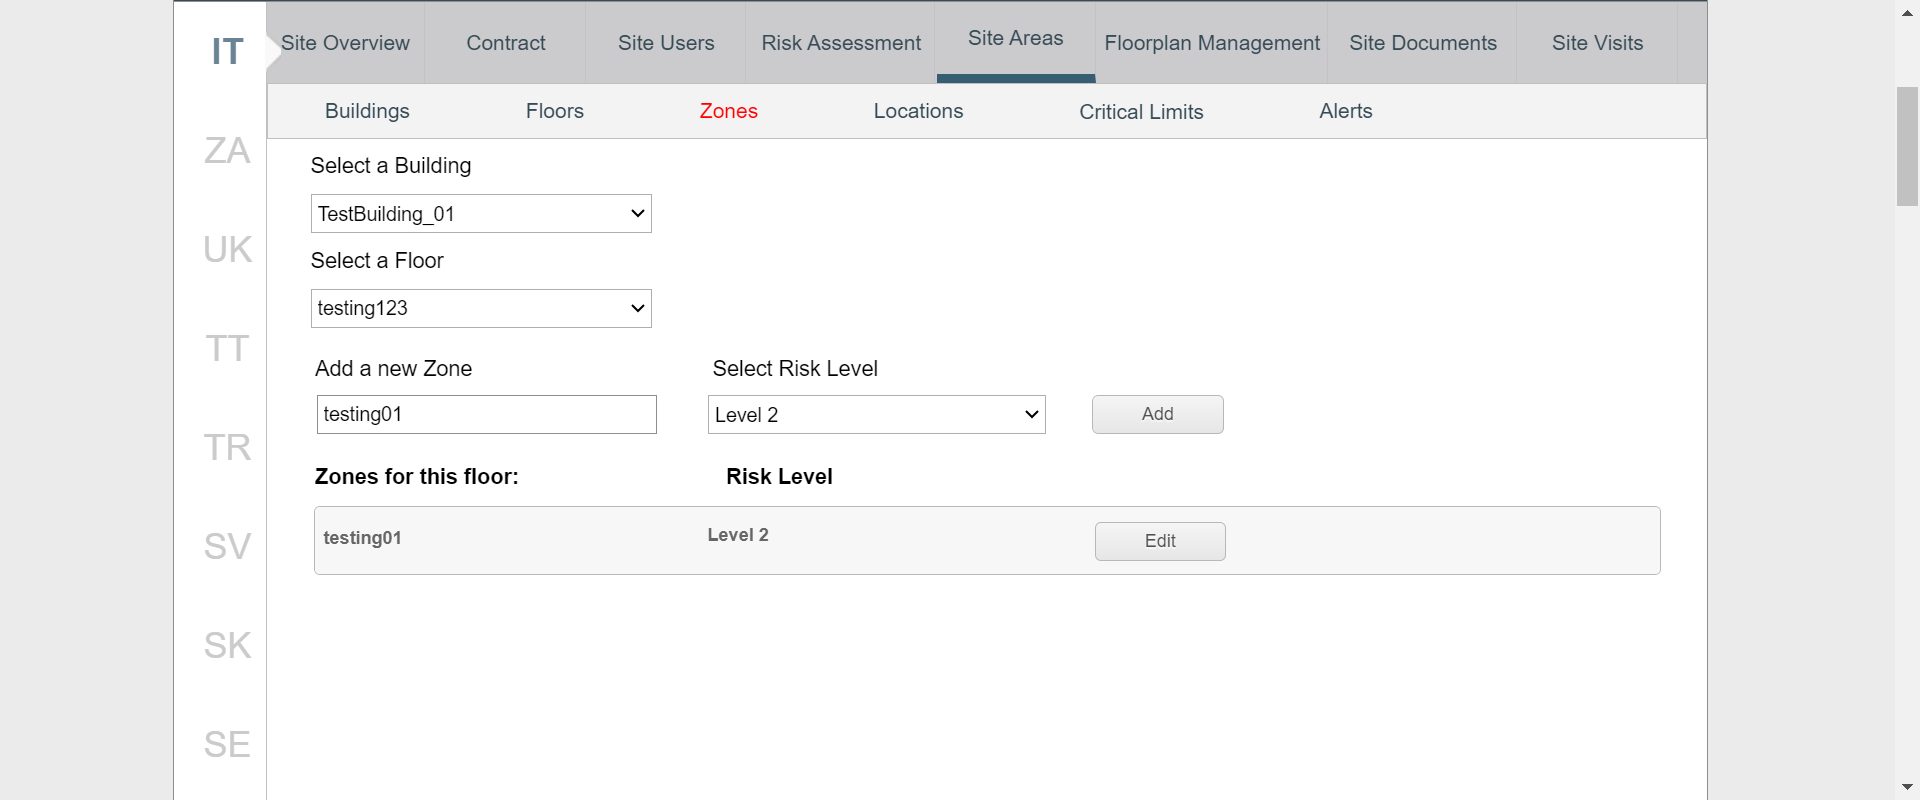 IT
Site Overview
Contract
Site Users
Risk Assessment
Site Areas
Floorplan Management
Site Documents
Site Visits
Buildings
Floors
Zones
Locations
Critical Limits
Alerts
ZA
UK
TT
TR
SV
SK
SE
Select a Building
TestBuilding_01
Select a Floor
testing123
Add a new Zone
Select Risk Level
testing01
Level 2
Add
Zones for this floor:
Risk Level
testing01
Level 2
Edit